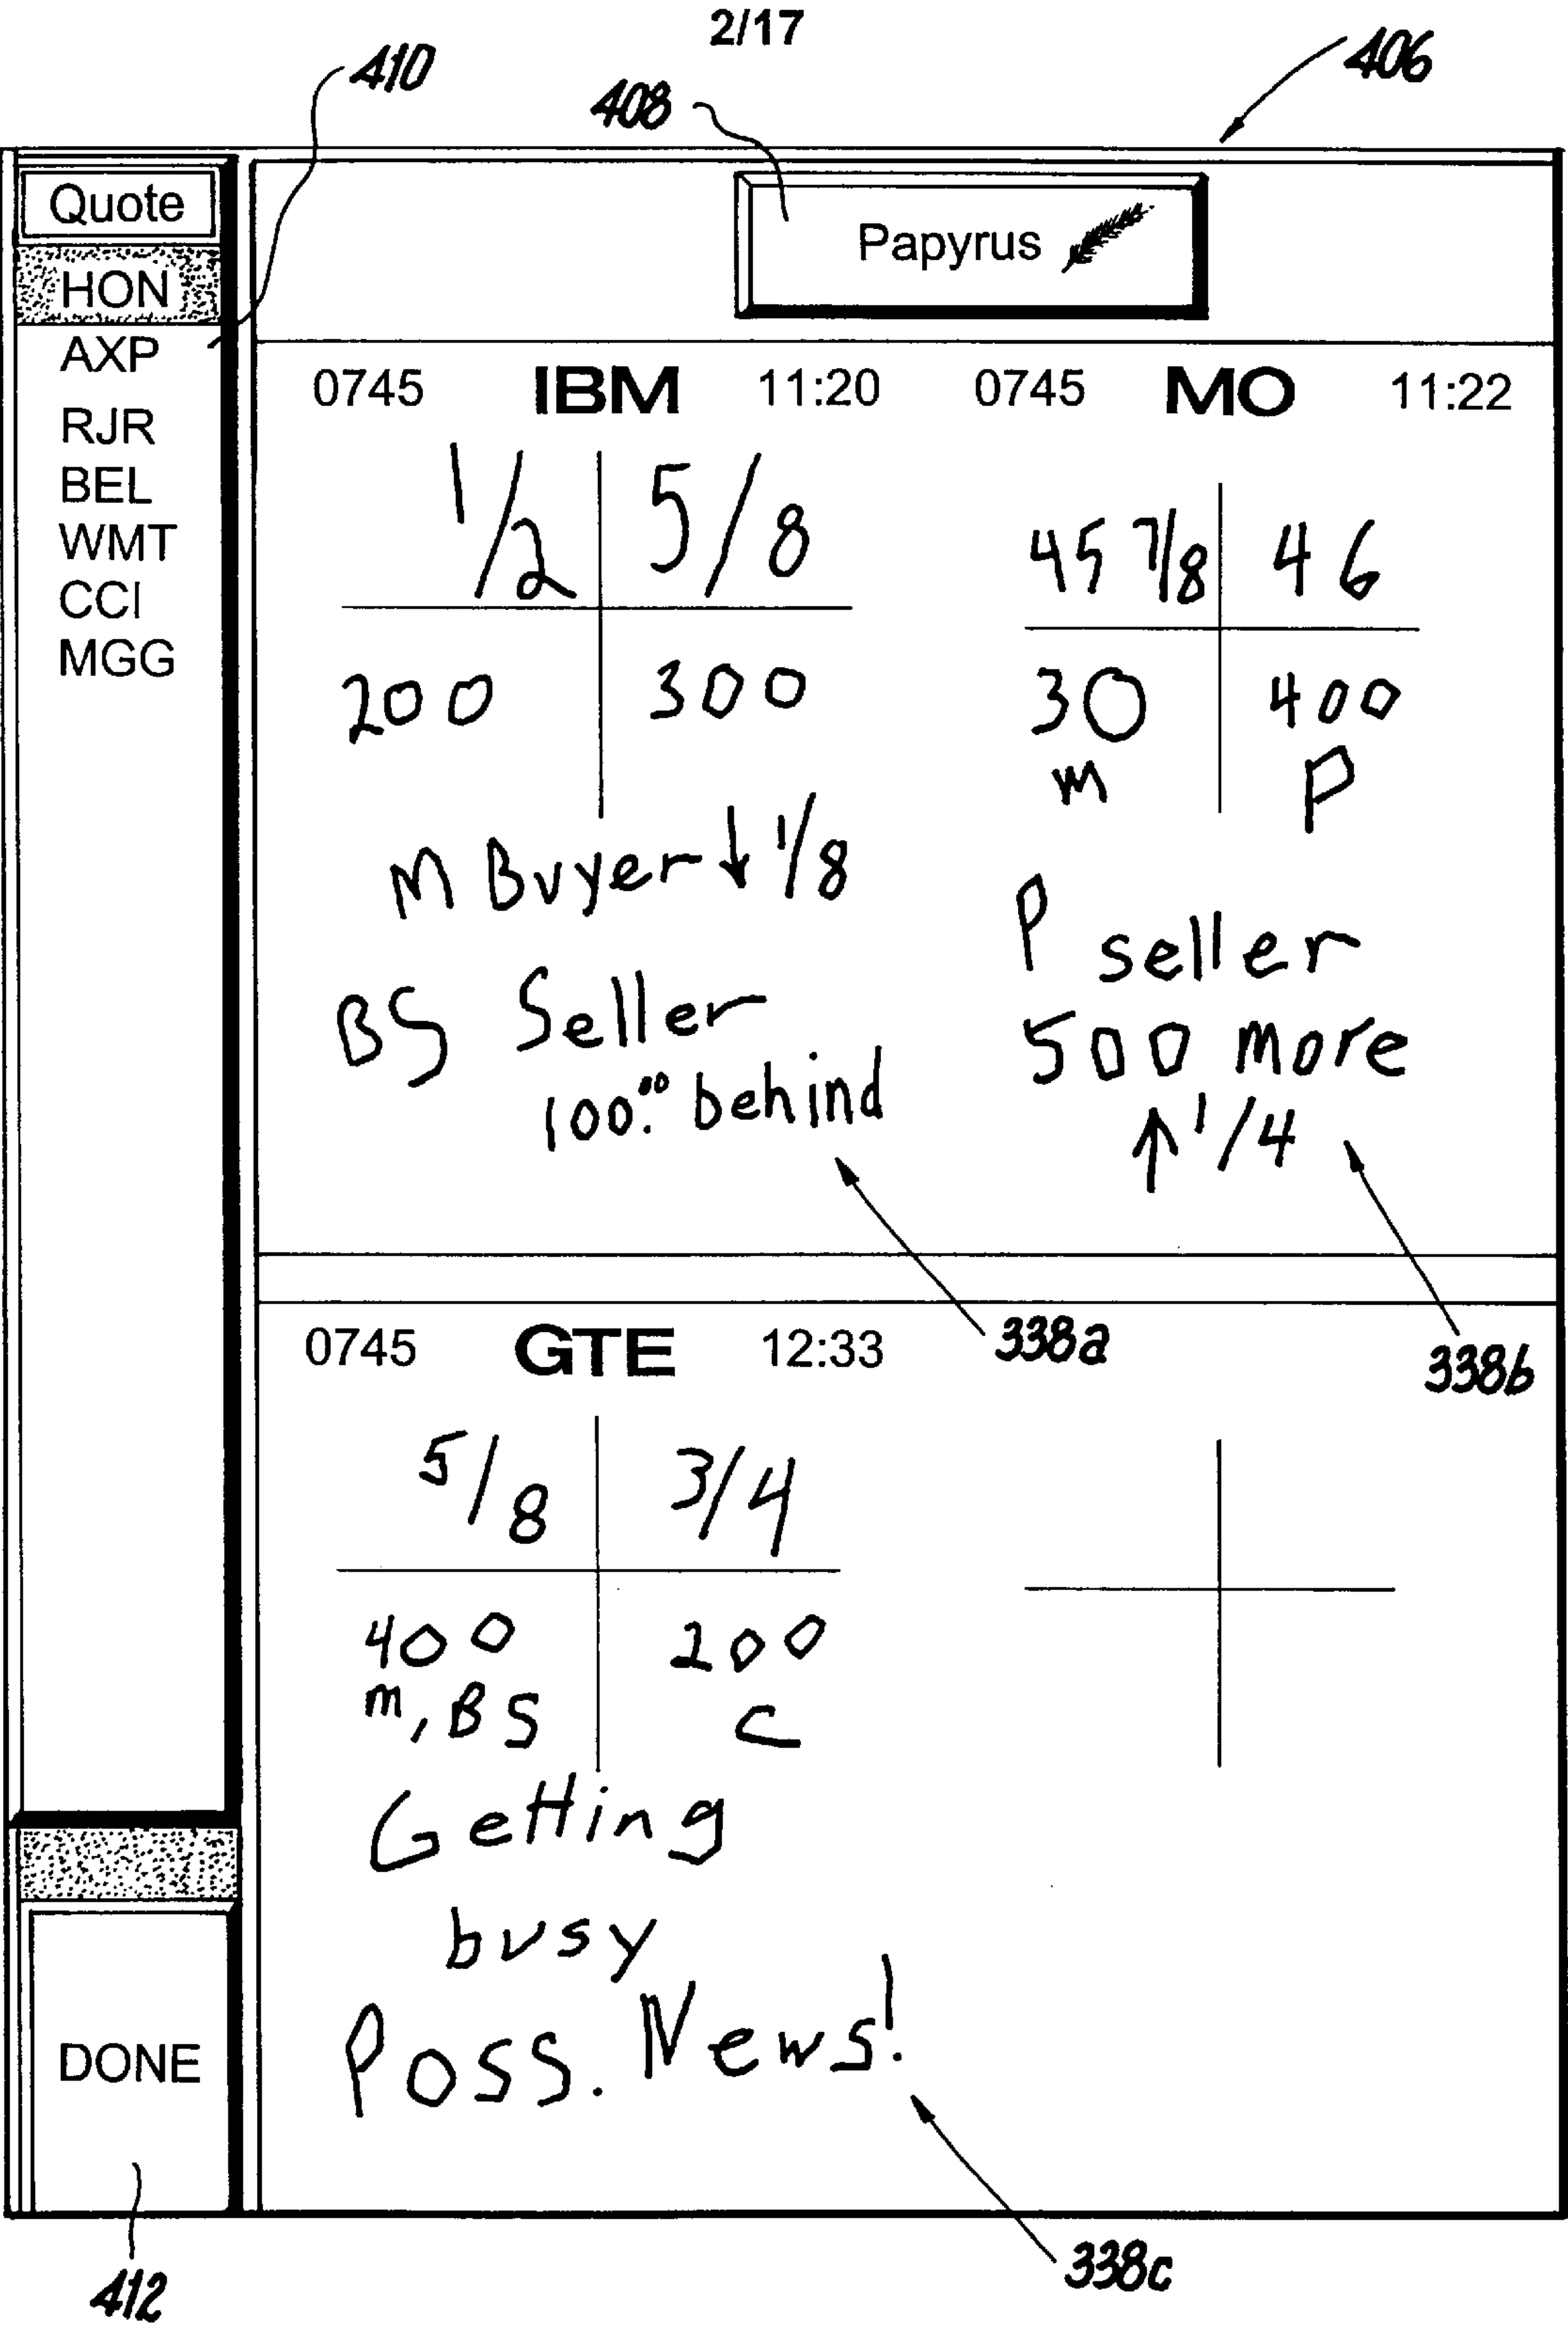 2/17
410
408
406
Quote
HON
AXP
RJR
BEL
WMT
CCI
MGG
DONE
412
Papyrus
0745 IBM 11:20
1/2 5/8
200 300
M Buyer ↓ 1/8
BS Seller
100.00 behind
338a
0745 MO 11:22
45 7/8 46
30 400
m P
P seller
500 more
↑ 1/4
338b
0745 GTE 12:33
5/8 3/4
400 200
m, BS C
Getting
busy
Poss. News!
338c